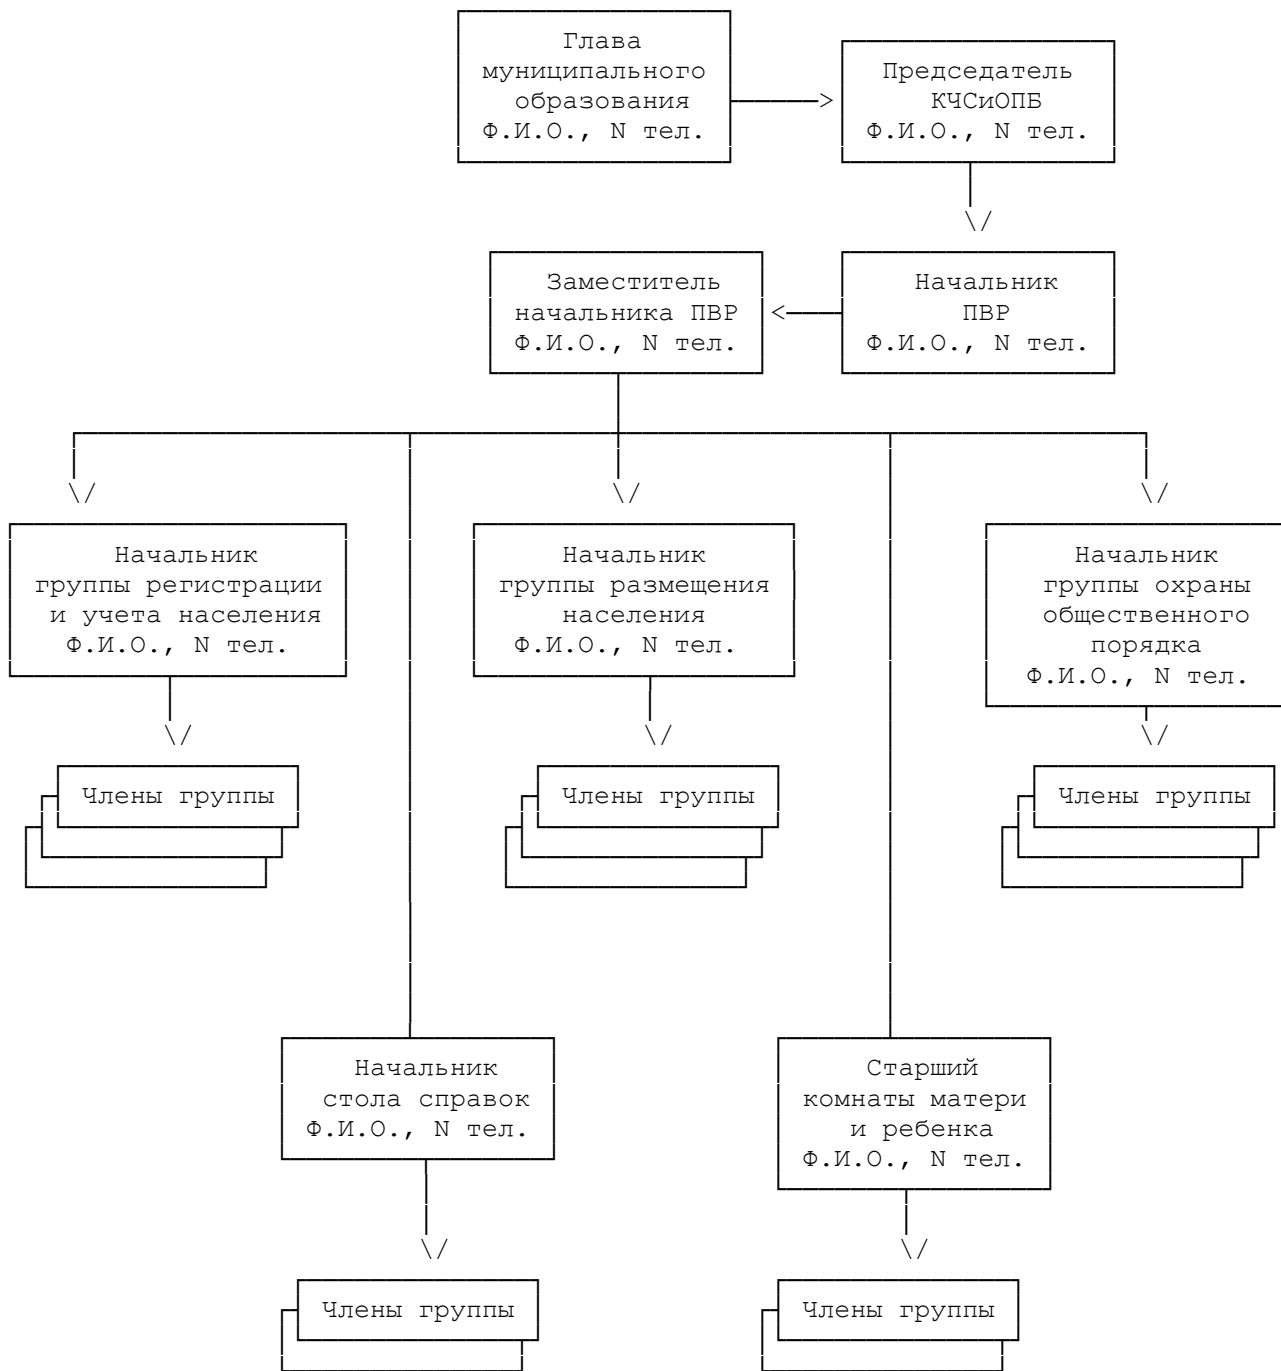 Глава
муниципального
образования
Ф.И.О., N тел.
Председатель
КЧСиОПБ
Ф.И.О., N тел.
Заместитель
начальника ПВР
Ф.И.О., N тел.
Начальник
ПВР
Ф.И.О., N тел.
Начальник
группы регистрации
и учета населения
Ф.И.О., N тел.
Начальник
группы размещения
населения
Ф.И.О., N тел.
Начальник
группы охраны
общественного
порядка
Ф.И.О., N тел.
Члены группы
Члены группы
Члены группы
Начальник
стола справок
Ф.И.О., N тел.
Старший
комнаты матери
и ребенка
Ф.И.О., N тел.
Члены группы
Члены группы